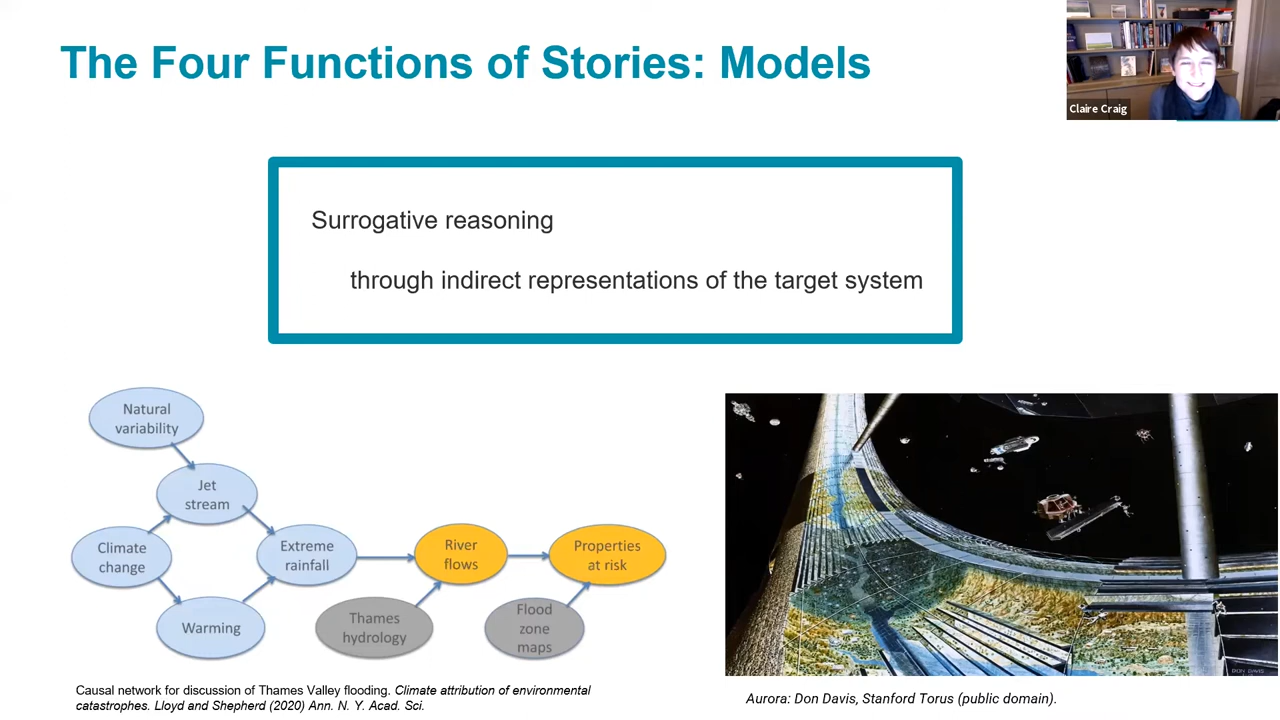 The Four Functions of Stories: Models
Claire Craig
Surrogative reasoning
through indirect representations of the target system
Natural
variability
Jet
stream
Climate
change
Extreme
rainfall
Warming
River
flows
Properties
at risk
Thames
hydrology
Flood
zone
maps
DON DAVIS
Causal network for discussion of Thames Valley flooding. Climate attribution of environmental
catastrophes. Lloyd and Shepherd (2020) Ann. N. Y. Acad. Sci.
Aurora: Don Davis, Stanford Torus (public domain).